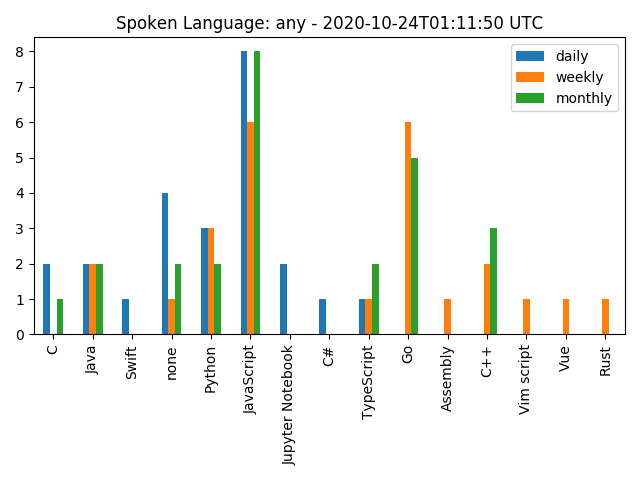 Spoken Language: any - 2020-10-24T01:11:50 UTC
daily
weekly
monthly
8
7
6
5
4
3
2
1
0
C
Java
Swift
none
Python
JavaScript
Jupyter Notebook
C#
TypeScript
Go
Assembly
C++
Vim script
Vue
Rust